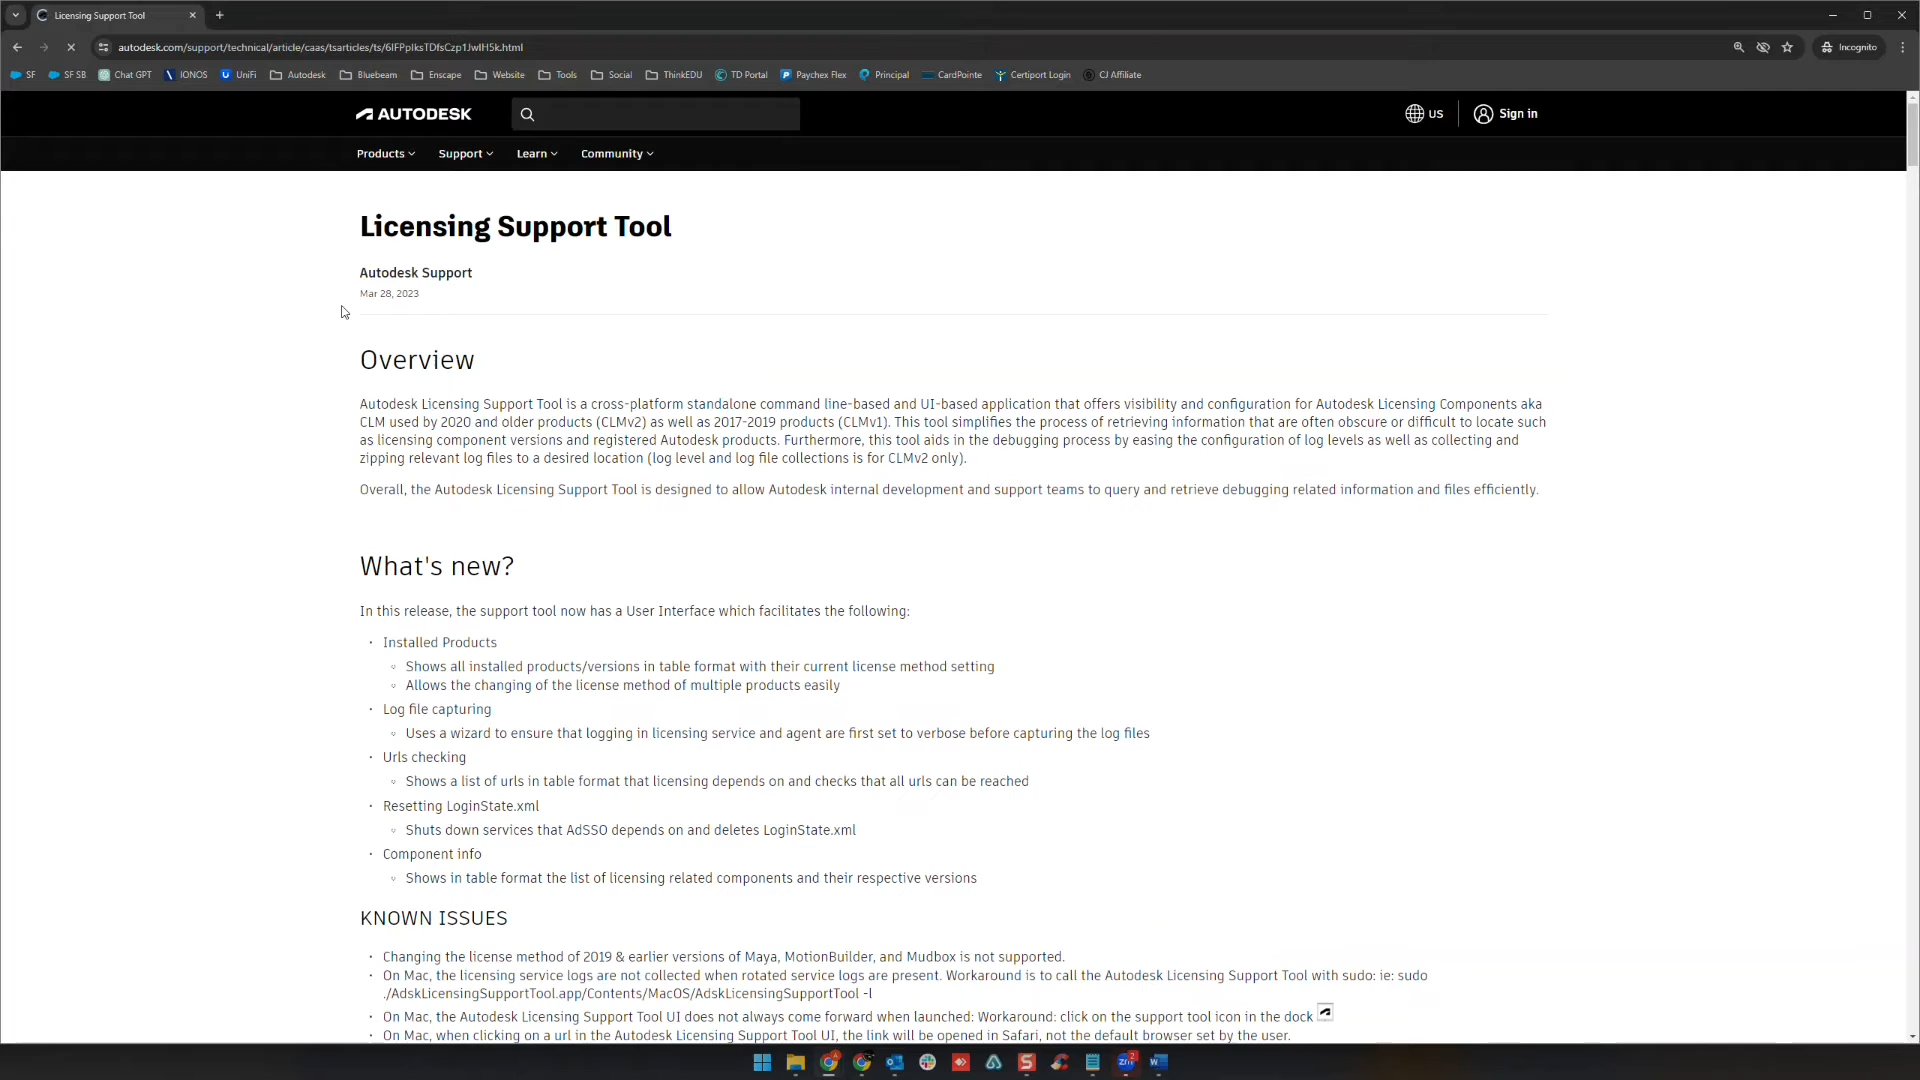 Licensing Support Tool
autodesk.com/support/technical/article/caas/tsarticles/ts/6IFPpIksTDfsCzp1JwIH5k.html
Incognito
SF
SF SB
Chat GPT
IONOS
UniFi
Autodesk
Bluebeam
Enscape
Website
Tools
Social
ThinkEDU
TD Portal
Paychex Flex
Principal
CardPointe
Certiport Login
CJ Affiliate
AUTODESK
US
Sign in
Products
Support
Learn
Community
Licensing Support Tool
Autodesk Support
Mar 28, 2023
Overview
Autodesk Licensing Support Tool is a cross-platform standalone command line-based and UI-based application that offers visibility and configuration for Autodesk Licensing Components aka
CLM used by 2020 and older products (CLMv2) as well as 2017-2019 products (CLMv1). This tool simplifies the process of retrieving information that are often obscure or difficult to locate such
as licensing component versions and registered Autodesk products. Furthermore, this tool aids in the debugging process by easing the configuration of log levels as well as collecting and
zipping relevant log files to a desired location (log level and log file collections is for CLMv2 only).
Overall, the Autodesk Licensing Support Tool is designed to allow Autodesk internal development and support teams to query and retrieve debugging related information and files efficiently.
What's new?
In this release, the support tool now has a User Interface which facilitates the following:
· Installed Products
◦ Shows all installed products/versions in table format with their current license method setting
◦ Allows the changing of the license method of multiple products easily
· Log file capturing
◦ Uses a wizard to ensure that logging in licensing service and agent are first set to verbose before capturing the log files
· Urls checking
◦ Shows a list of urls in table format that licensing depends on and checks that all urls can be reached
· Resetting LoginState.xml
◦ Shuts down services that AdSSO depends on and deletes LoginState.xml
· Component info
◦ Shows in table format the list of licensing related components and their respective versions
KNOWN ISSUES
· Changing the license method of 2019 & earlier versions of Maya, MotionBuilder, and Mudbox is not supported.
· On Mac, the licensing service logs are not collected when rotated service logs are present. Workaround is to call the Autodesk Licensing Support Tool with sudo: ie: sudo
./AdskLicensingSupportTool.app/Contents/MacOS/AdskLicensingSupportTool -l
· On Mac, the Autodesk Licensing Support Tool UI does not always come forward when launched: Workaround: click on the support tool icon in the dock
· On Mac, when clicking on a url in the Autodesk Licensing Support Tool UI, the link will be opened in Safari, not the default browser set by the user.